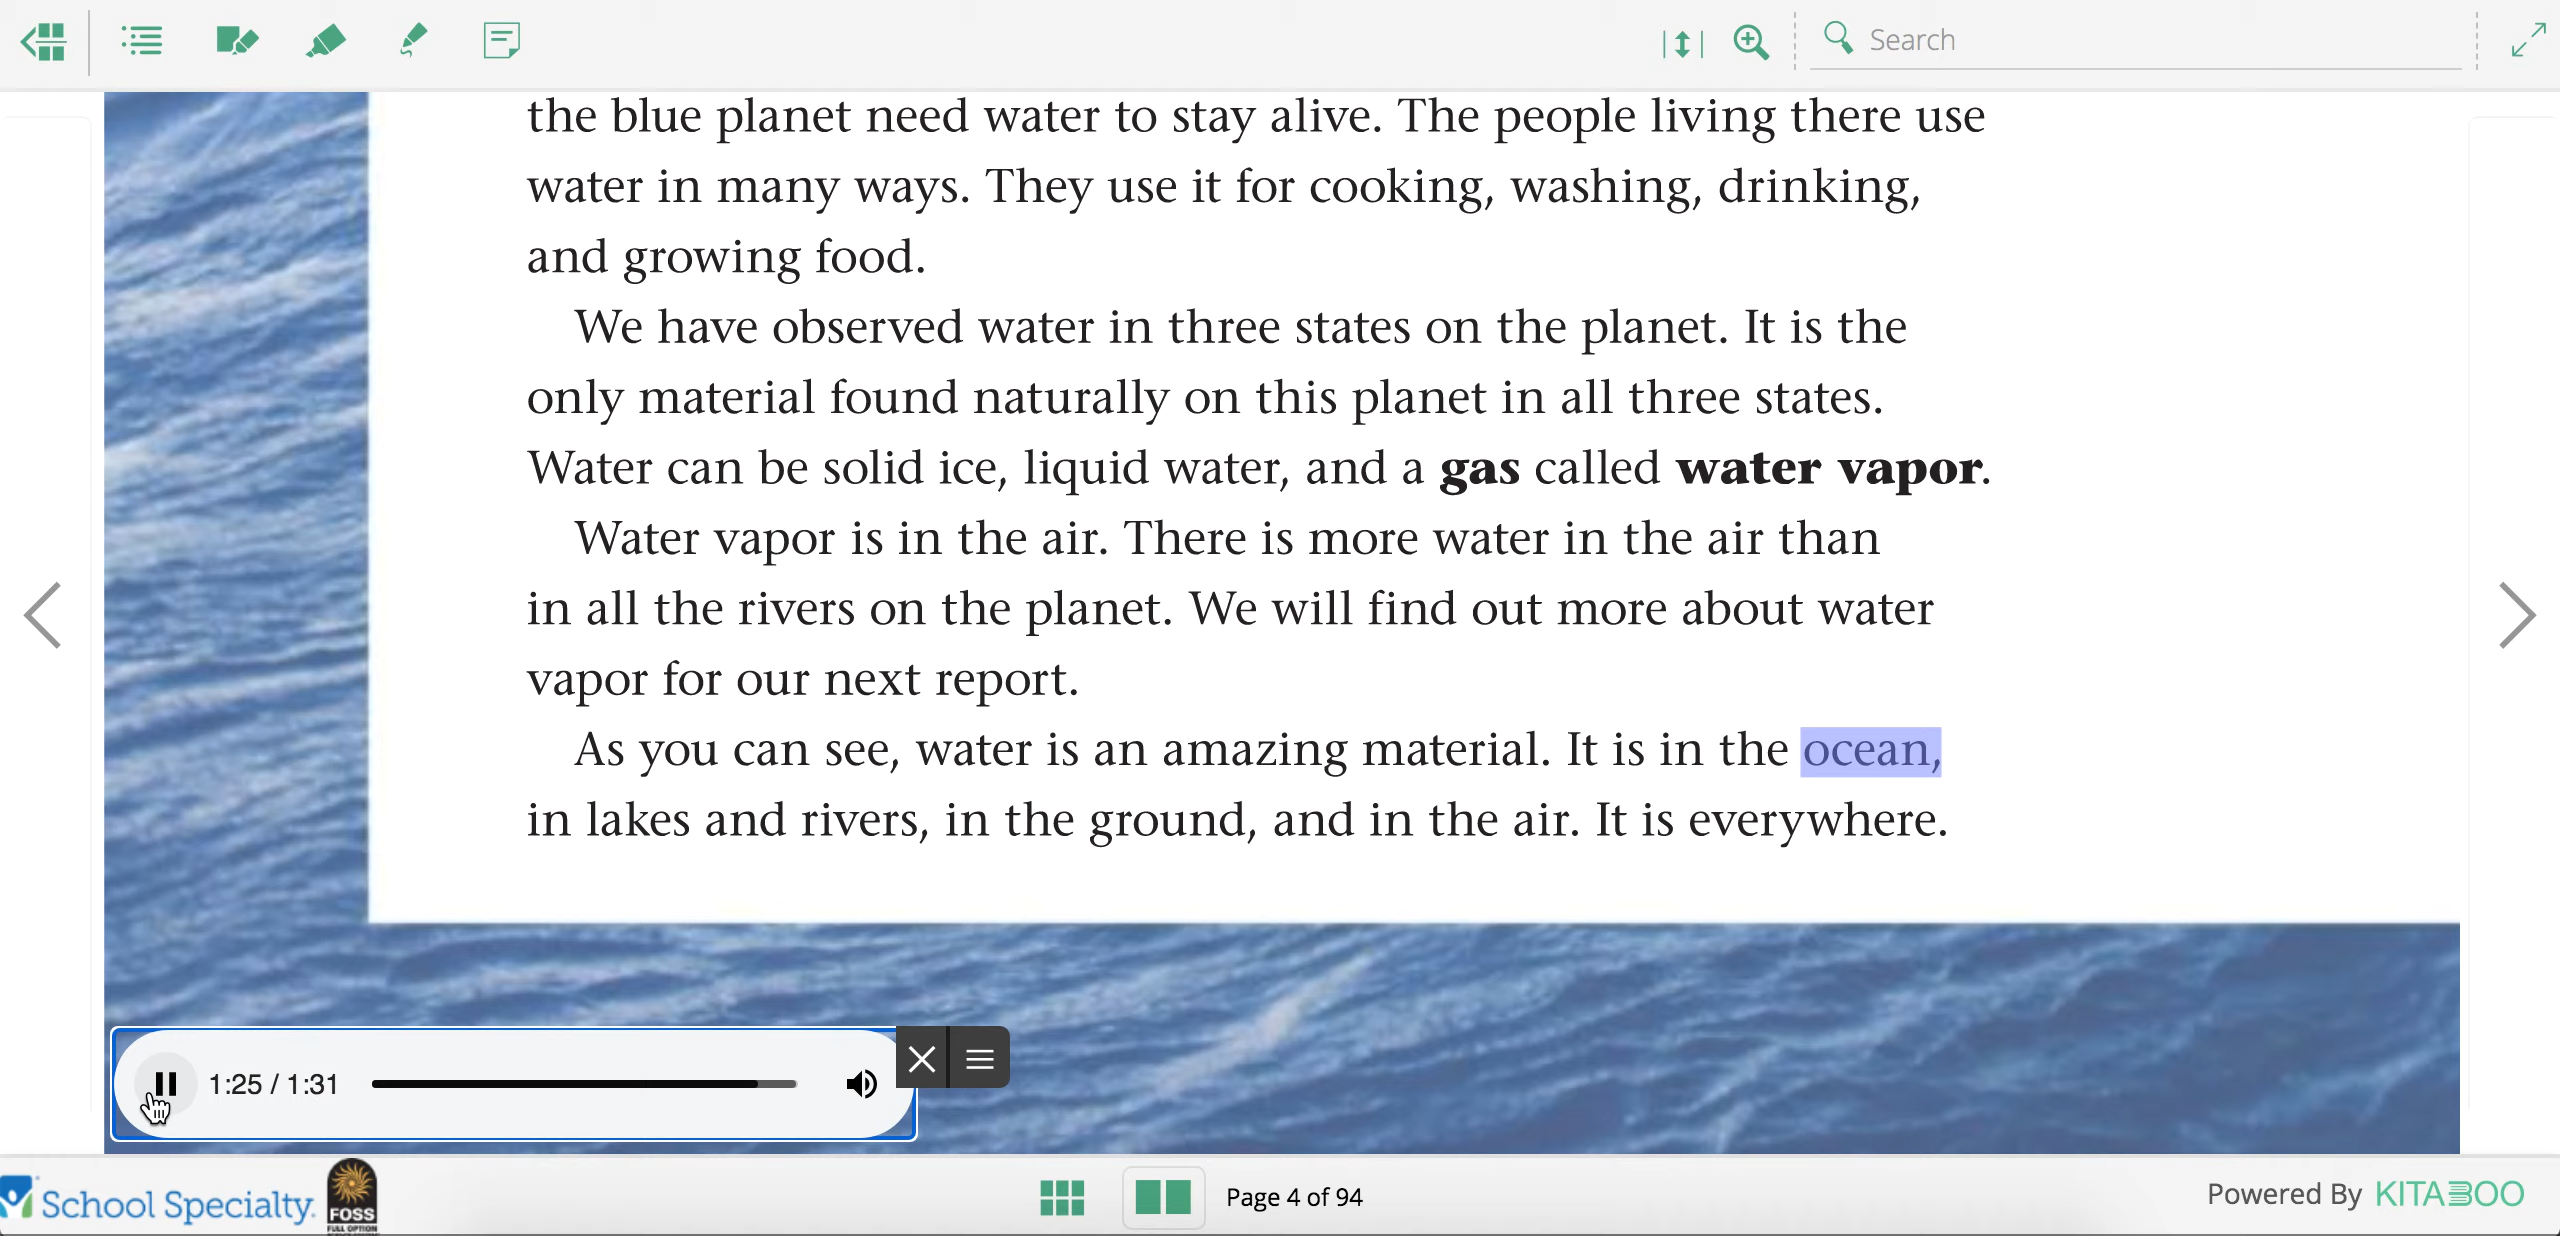 Search
the blue planet need water to stay alive. The people living there use
water in many ways. They use it for cooking, washing, drinking,
and growing food.
We have observed water in three states on the planet. It is the
only material found naturally on this planet in all three states.
Water can be solid ice, liquid water, and a gas called water vapor.
Water vapor is in the air. There is more water in the air than
in all the rivers on the planet. We will find out more about water
vapor for our next report.
As you can see, water is an amazing material. It is in the ocean,
in lakes and rivers, in the ground, and in the air. It is everywhere.
1:25 / 1:31
School Specialty.
FOSS
FULL OPTION
Page 4 of 94
Powered By KITABOO